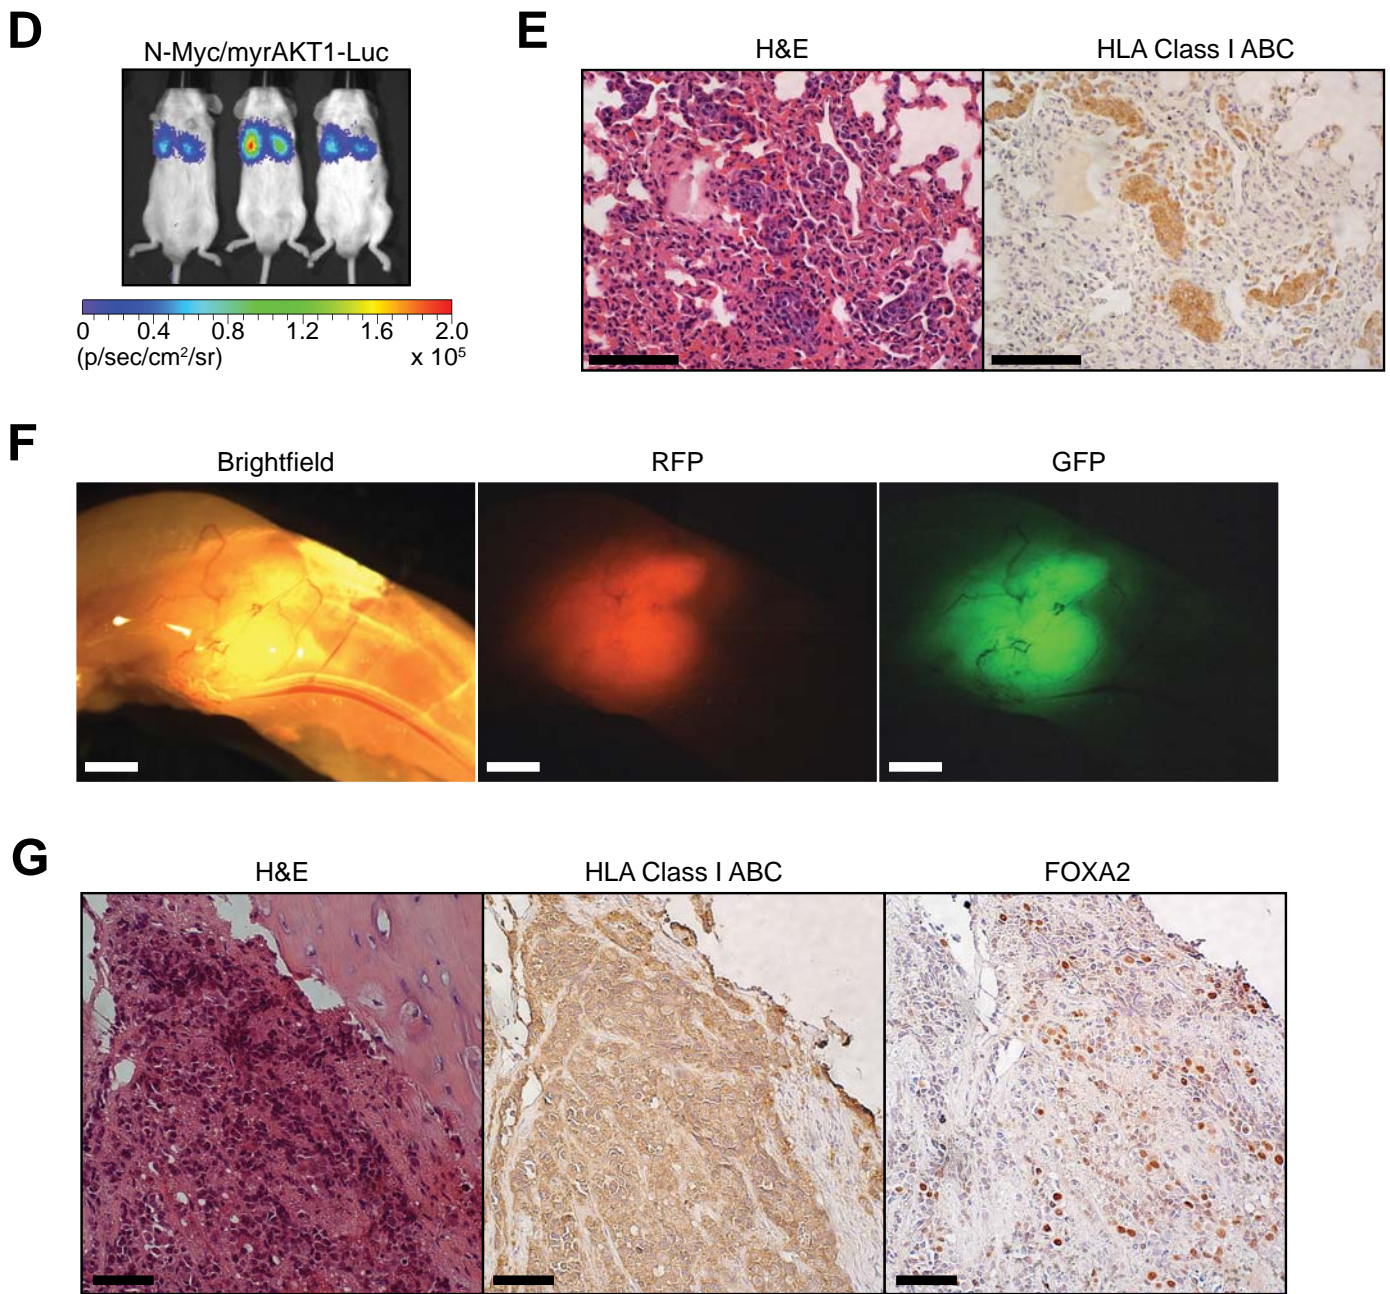 D
N-Myc/myrAKT1-Luc
0 0.4 0.8 1.2 1.6 2.0
(p/sec/cm²/sr) x 10⁵
E
H&E HLA Class I ABC
F
Brightfield RFP GFP
G
H&E HLA Class I ABC FOXA2